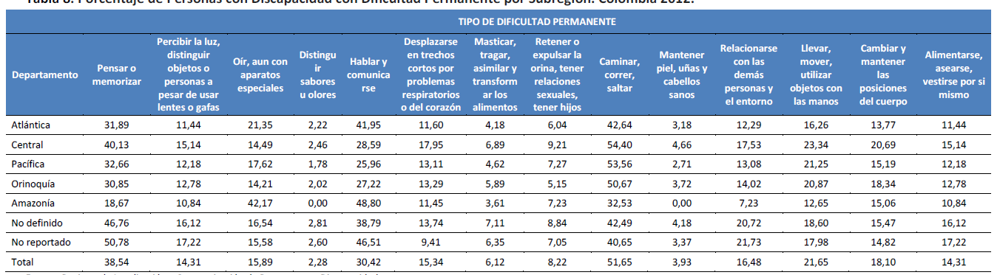 Tabla 8. Porcentaje de Personas con Discapacidad con Dificultad Permanente por Subregión. Colombia 2012.
TIPO DE DIFICULTAD PERMANENTE
Departamento
Pensar o
memorizar
Percibir la luz,
distinguir
objetos o
personas a
pesar de usar
lentes o gafas
Oír, aun con
aparatos
especiales
Distingu
ir
sabores
u olores
Hablar y
comunica
rse
Desplazarse
en trechos
cortos por
problemas
respiratorios
o del corazón
Masticar,
tragar,
asimilar y
transform
ar los
alimentos
Retener o
expulsar la
orina, tener
relaciones
sexuales,
tener hijos
Caminar,
correr,
saltar
Mantener
piel, uñas y
cabellos
sanos
Relacionarse
con las
demás
personas y
el entorno
Llevar,
mover,
utilizar
objetos con
las manos
Cambiar y
mantener
las
posiciones
del cuerpo
Alimentarse,
asearse,
vestirse por si
mismo
Atlántica 31,89 11,44 21,35 2,22 41,95 11,60 4,18 6,04 42,64 3,18 12,29 16,26 13,77 11,44
Central 40,13 15,14 14,49 2,46 28,59 17,95 6,89 9,21 54,40 4,66 17,53 23,34 20,69 15,14
Pacífica 32,66 12,18 17,62 1,78 25,96 13,11 4,62 7,27 53,56 2,71 13,08 21,25 15,19 12,18
Orinoquía 30,85 12,78 14,21 2,02 27,22 13,29 5,89 5,15 50,67 3,72 14,02 20,87 18,34 12,78
Amazonía 18,67 10,84 42,17 0,00 48,80 11,45 3,61 7,23 32,53 0,00 7,23 12,65 15,06 10,84
No definido 46,76 16,12 16,54 2,81 38,79 13,74 7,11 8,84 42,49 4,18 20,72 18,60 15,47 16,12
No reportado 50,78 17,22 15,58 2,60 46,51 9,41 6,35 7,05 40,65 3,37 21,73 17,98 14,82 17,22
Total 38,54 14,31 15,89 2,28 30,42 15,34 6,12 8,22 51,65 3,93 16,48 21,65 18,10 14,31